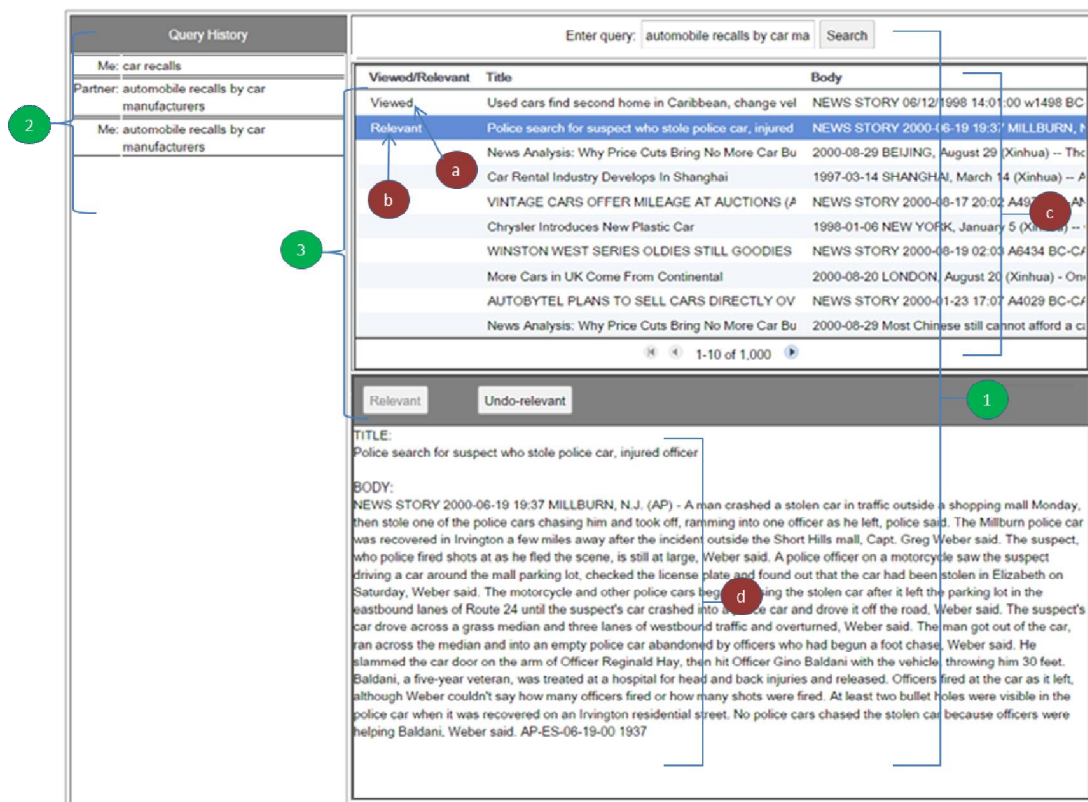 Query History
Me: car recalls
Partner: automobile recalls by car
manufacturers
Me: automobile recalls by car
manufacturers
2
Enter query: automobile recalls by car ma Search
Viewed/Relevant Title Body
Viewed Used cars find second home in Caribbean, change vel NEWS STORY 06/12/1998 14:01:00 w1498 BC-
Relevant Police search for suspect who stole police car, injured NEWS STORY 2000-06-19 19:37 MILLBURN,
News Analysis: Why Price Cuts Bring No More Car Bu 2000-08-29 BEIJING, August 29 (Xinhua) -- Tho
Car Rental Industry Develops In Shanghai 1997-03-14 SHANGHAI, March 14 (Xinhua) -- A
VINTAGE CARS OFFER MILEAGE AT AUCTIONS (A NEWS STORY 2000-08-17 20:02
Chrysler Introduces New Plastic Car 1998-01-06 NEW YORK, January 5 --
WINSTON WEST SERIES OLDIES STILL GOODIES NEWS STORY 2000-08-19 02:03 A6434 BC-CA
More Cars in UK Come From Continental 2000-08-20 LONDON, August 20 (Xinhua) - On
AUTOBYTEL PLANS TO SELL CARS DIRECTLY OV NEWS STORY 2000-01-23 17:07 A4029 BC-CA
News Analysis: Why Price Cuts Bring No More Car Bu 2000-08-29 Most Chinese still cannot afford a c
1-10 of 1,000
a
b
c
3
Relevant Undo-relevant
1
TITLE:
Police search for suspect who stole police car, injured officer
BODY:
NEWS STORY 2000-06-19 19:37 MILLBURN, N.J. (AP) - A man crashed a stolen car in traffic outside a shopping mall Monday,
then stole one of the police cars chasing him and took off, ramming into one officer as he left, police said. The Millburn police car
was recovered in Irvington a few miles away after the incident outside the Short Hills mall, Capt. Greg Weber said. The suspect,
who police fired shots at as he fled the scene, is still at large, Weber said. A police officer on a motorcycle saw the suspect
driving a car around the mall parking lot, checked the license plate and found out that the car had been stolen in Elizabeth on
Saturday, Weber said. The motorcycle and other police cars the stolen car after it left the parking lot in the
eastbound lanes of Route 24 until the suspect's car crashed into a car and drove it off the road, Weber said. The suspect's
car drove across a grass median and three lanes of westbound traffic and overturned, Weber said. The man got out of the car,
ran across the median and into an empty police car abandoned by officers who had begun a foot chase, Weber said. He
slammed the car door on the arm of Officer Reginald Hay, then hit Officer Gino Baldani with the vehicle, throwing him 30 feet.
Baldani, a five-year veteran, was treated at a hospital for head and back injuries and released. Officers fired at the car as it left,
although Weber couldn't say how many officers fired or how many shots were fired. At least two bullet holes were visible in the
police car when it was recovered on an Irvington residential street. No police cars chased the stolen car because officers were
helping Baldani, Weber said. AP-ES-06-19-00 1937
d